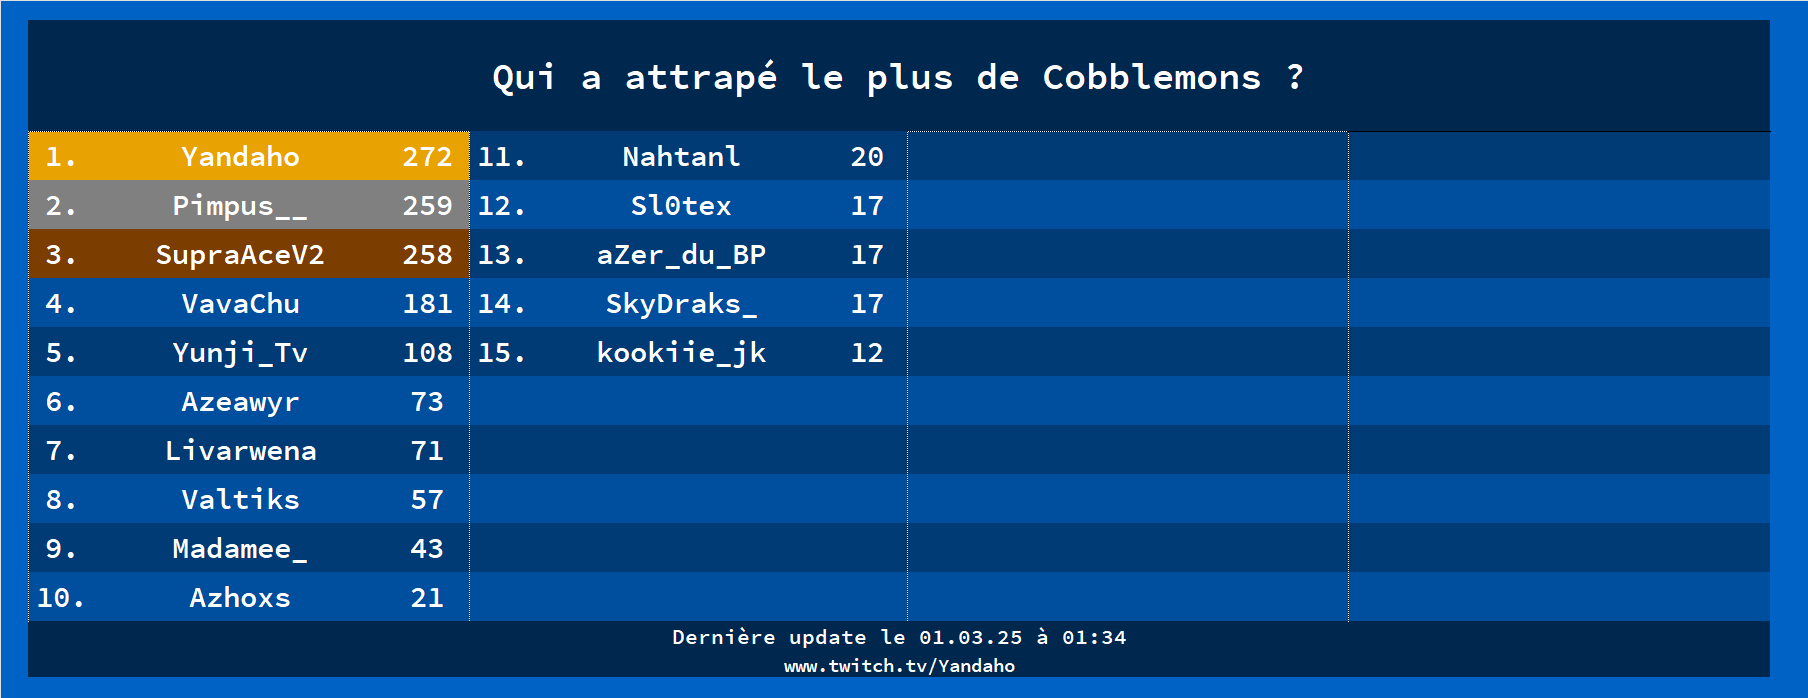 Qui a attrapé le plus de Cobblemons ?
1. Yandaho 272
2. Pimpus__ 259
3. SupraAceV2 258
4. VavaChu 181
5. Yunji_Tv 108
6. Azeawyr 73
7. Livarwena 71
8. Valtiks 57
9. Madamee_ 43
10. Azhoxs 21
11. Nahtanl 20
12. Sl0tex 17
13. aZer_du_BP 17
14. SkyDraks_ 17
15. kookiie_jk 12
Dernière update le 01.03.25 à 01:34
www.twitch.tv/Yandaho